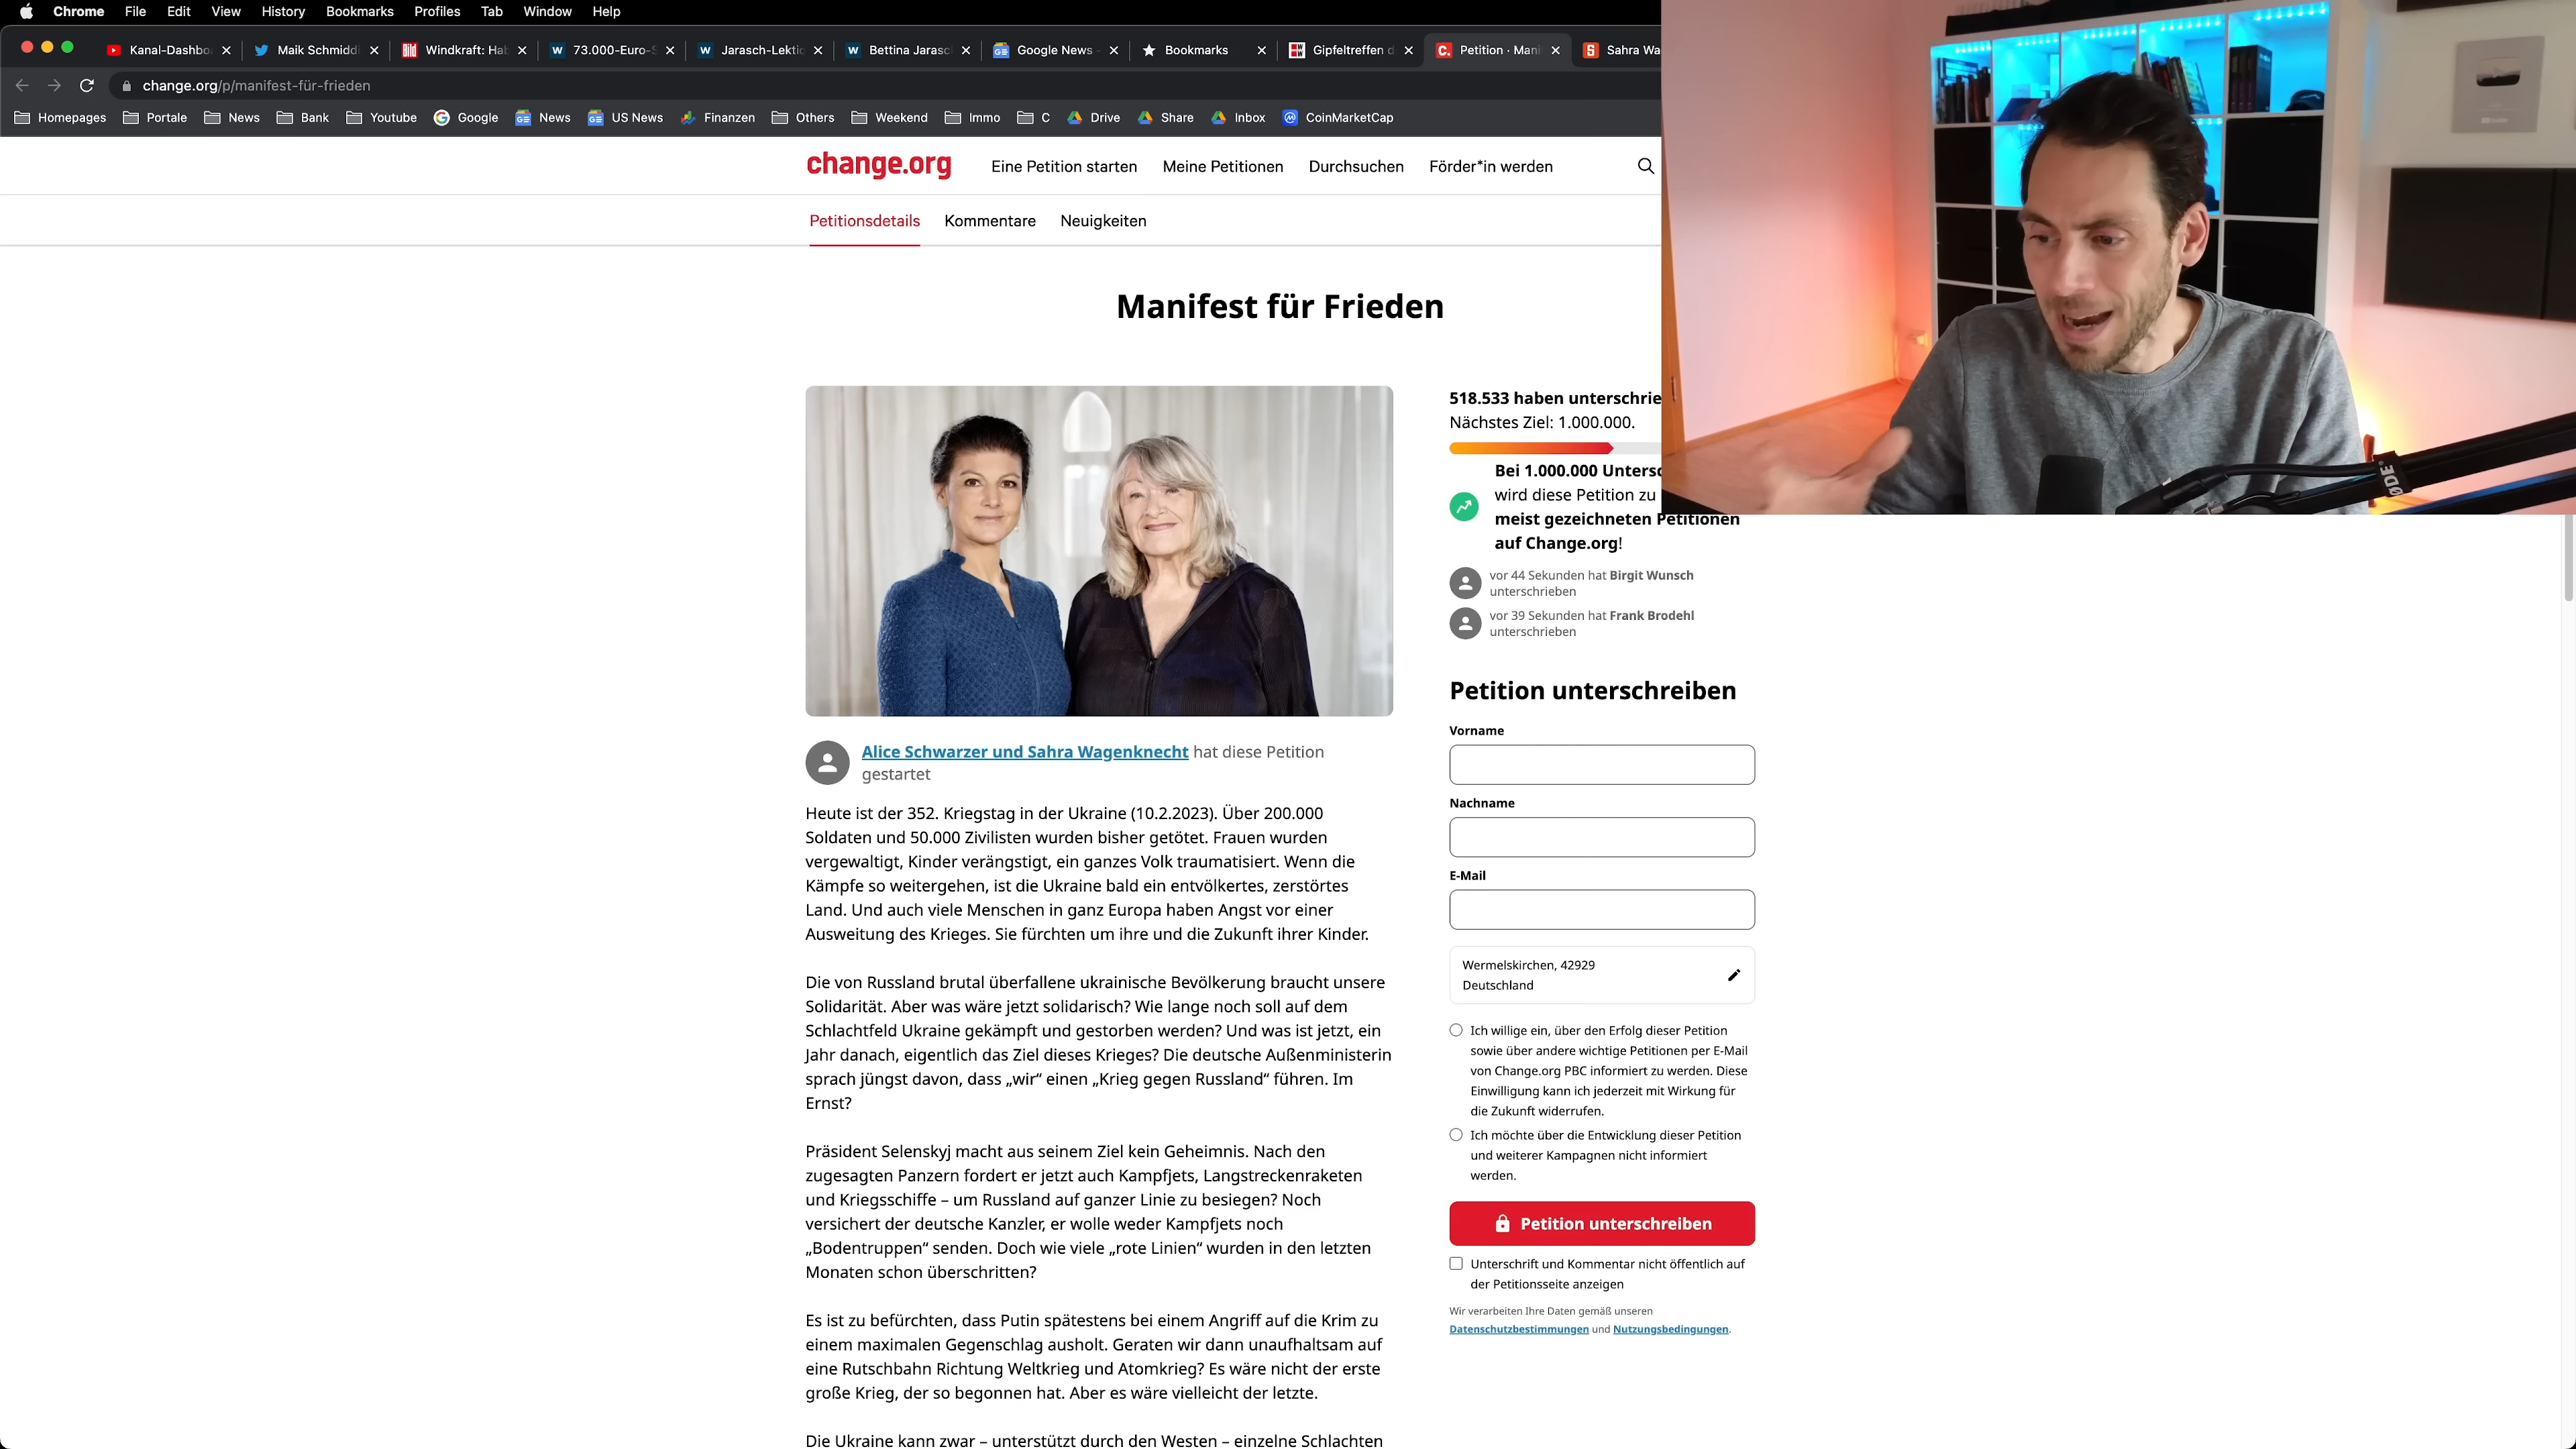 Chrome File Edit View History Bookmarks Profiles Tab Window Help
Kanal-Dashbo
Maik Schmidd
Windkraft: Hab
73.000-Euro-S
Jarasch-Lektio
Bettina Jarasc
Google News -
Bookmarks
Gipfeltreffen d
Petition · Mani
Sahra Wa
change.org/p/manifest-für-frieden
Homepages Portale News Bank Youtube Google News US News Finanzen Others Weekend Immo C Drive Share Inbox CoinMarketCap
change.org Eine Petition starten Meine Petitionen Durchsuchen Förder*in werden
Petitionsdetails Kommentare Neuigkeiten
Manifest für Frieden
Alice Schwarzer und Sahra Wagenknecht hat diese Petition
gestartet
Heute ist der 352. Kriegstag in der Ukraine (10.2.2023). Über 200.000
Soldaten und 50.000 Zivilisten wurden bisher getötet. Frauen wurden
vergewaltigt, Kinder verängstigt, ein ganzes Volk traumatisiert. Wenn die
Kämpfe so weitergehen, ist die Ukraine bald ein entvölkertes, zerstörtes
Land. Und auch viele Menschen in ganz Europa haben Angst vor einer
Ausweitung des Krieges. Sie fürchten um ihre und die Zukunft ihrer Kinder.
Die von Russland brutal überfallene ukrainische Bevölkerung braucht unsere
Solidarität. Aber was wäre jetzt solidarisch? Wie lange noch soll auf dem
Schlachtfeld Ukraine gekämpft und gestorben werden? Und was ist jetzt, ein
Jahr danach, eigentlich das Ziel dieses Krieges? Die deutsche Außenministerin
sprach jüngst davon, dass „wir“ einen „Krieg gegen Russland“ führen. Im
Ernst?
Präsident Selenskyj macht aus seinem Ziel kein Geheimnis. Nach den
zugesagten Panzern fordert er jetzt auch Kampfjets, Langstreckenraketen
und Kriegsschiffe – um Russland auf ganzer Linie zu besiegen? Noch
versichert der deutsche Kanzler, er wolle weder Kampfjets noch
„Bodentruppen“ senden. Doch wie viele „rote Linien“ wurden in den letzten
Monaten schon überschritten?
Es ist zu befürchten, dass Putin spätestens bei einem Angriff auf die Krim zu
einem maximalen Gegenschlag ausholt. Geraten wir dann unaufhaltsam auf
eine Rutschbahn Richtung Weltkrieg und Atomkrieg? Es wäre nicht der erste
große Krieg, der so begonnen hat. Aber es wäre vielleicht der letzte.
Die Ukraine kann zwar – unterstützt durch den Westen – einzelne Schlachten
518.533 haben unterschrie
Nächstes Ziel: 1.000.000.
Bei 1.000.000 Untersc
wird diese Petition zu
meist gezeichneten Petitionen
auf Change.org!
vor 44 Sekunden hat Birgit Wunsch
unterschrieben
vor 39 Sekunden hat Frank Brodehl
unterschrieben
Petition unterschreiben
Vorname
Nachname
E-Mail
Wermelskirchen, 42929
Deutschland
Ich willige ein, über den Erfolg dieser Petition
sowie über andere wichtige Petitionen per E-Mail
von Change.org PBC informiert zu werden. Diese
Einwilligung kann ich jederzeit mit Wirkung für
die Zukunft widerrufen.
Ich möchte über die Entwicklung dieser Petition
und weiterer Kampagnen nicht informiert
werden.
Petition unterschreiben
Unterschrift und Kommentar nicht öffentlich auf
der Petitionsseite anzeigen
Wir verarbeiten Ihre Daten gemäß unseren
Datenschutzbestimmungen und Nutzungsbedingungen.